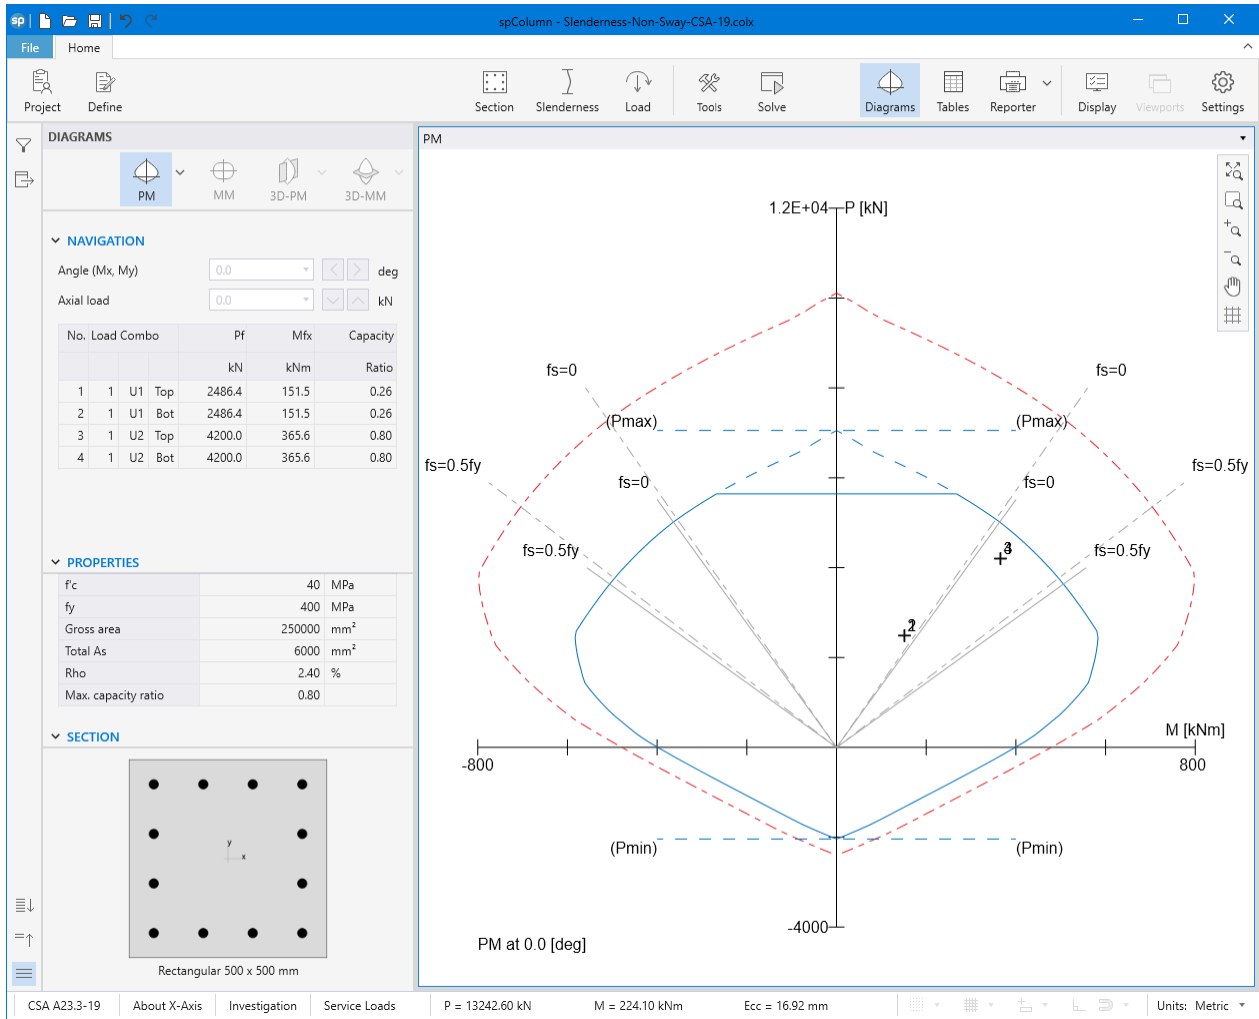 sp
spColumn - Slenderness-Non-Sway-CSA-19.colx
File Home
Project Define Section Slenderness Load Tools Solve Diagrams Tables Reporter Display Viewports Settings
DIAGRAMS
PM MM 3D-PM 3D-MM
NAVIGATION
Angle (Mx, My) 0.0 deg
Axial load 0.0 kN
No. Load Combo Pf Mfx Capacity
kN kNm Ratio
1 1 U1 Top 2486.4 151.5 0.26
2 1 U1 Bot 2486.4 151.5 0.26
3 1 U2 Top 4200.0 365.6 0.80
4 1 U2 Bot 4200.0 365.6 0.80
PROPERTIES
f'c 40 MPa
fy 400 MPa
Gross area 250000 mm²
Total As 6000 mm²
Rho 2.40 %
Max. capacity ratio 0.80
SECTION
y
x
Rectangular 500 x 500 mm
PM
1.2E+04 P [kN]
fs=0 fs=0
(Pmax) (Pmax)
fs=0.5fy fs=0.5fy
fs=0 fs=0
fs=0.5fy fs=0.5fy
M [kNm]
-800 800
(Pmin) (Pmin)
-4000
PM at 0.0 [deg]
CSA A23.3-19 About X-Axis Investigation Service Loads P = 13242.60 kN M = 224.10 kNm Ecc = 16.92 mm Units: Metric